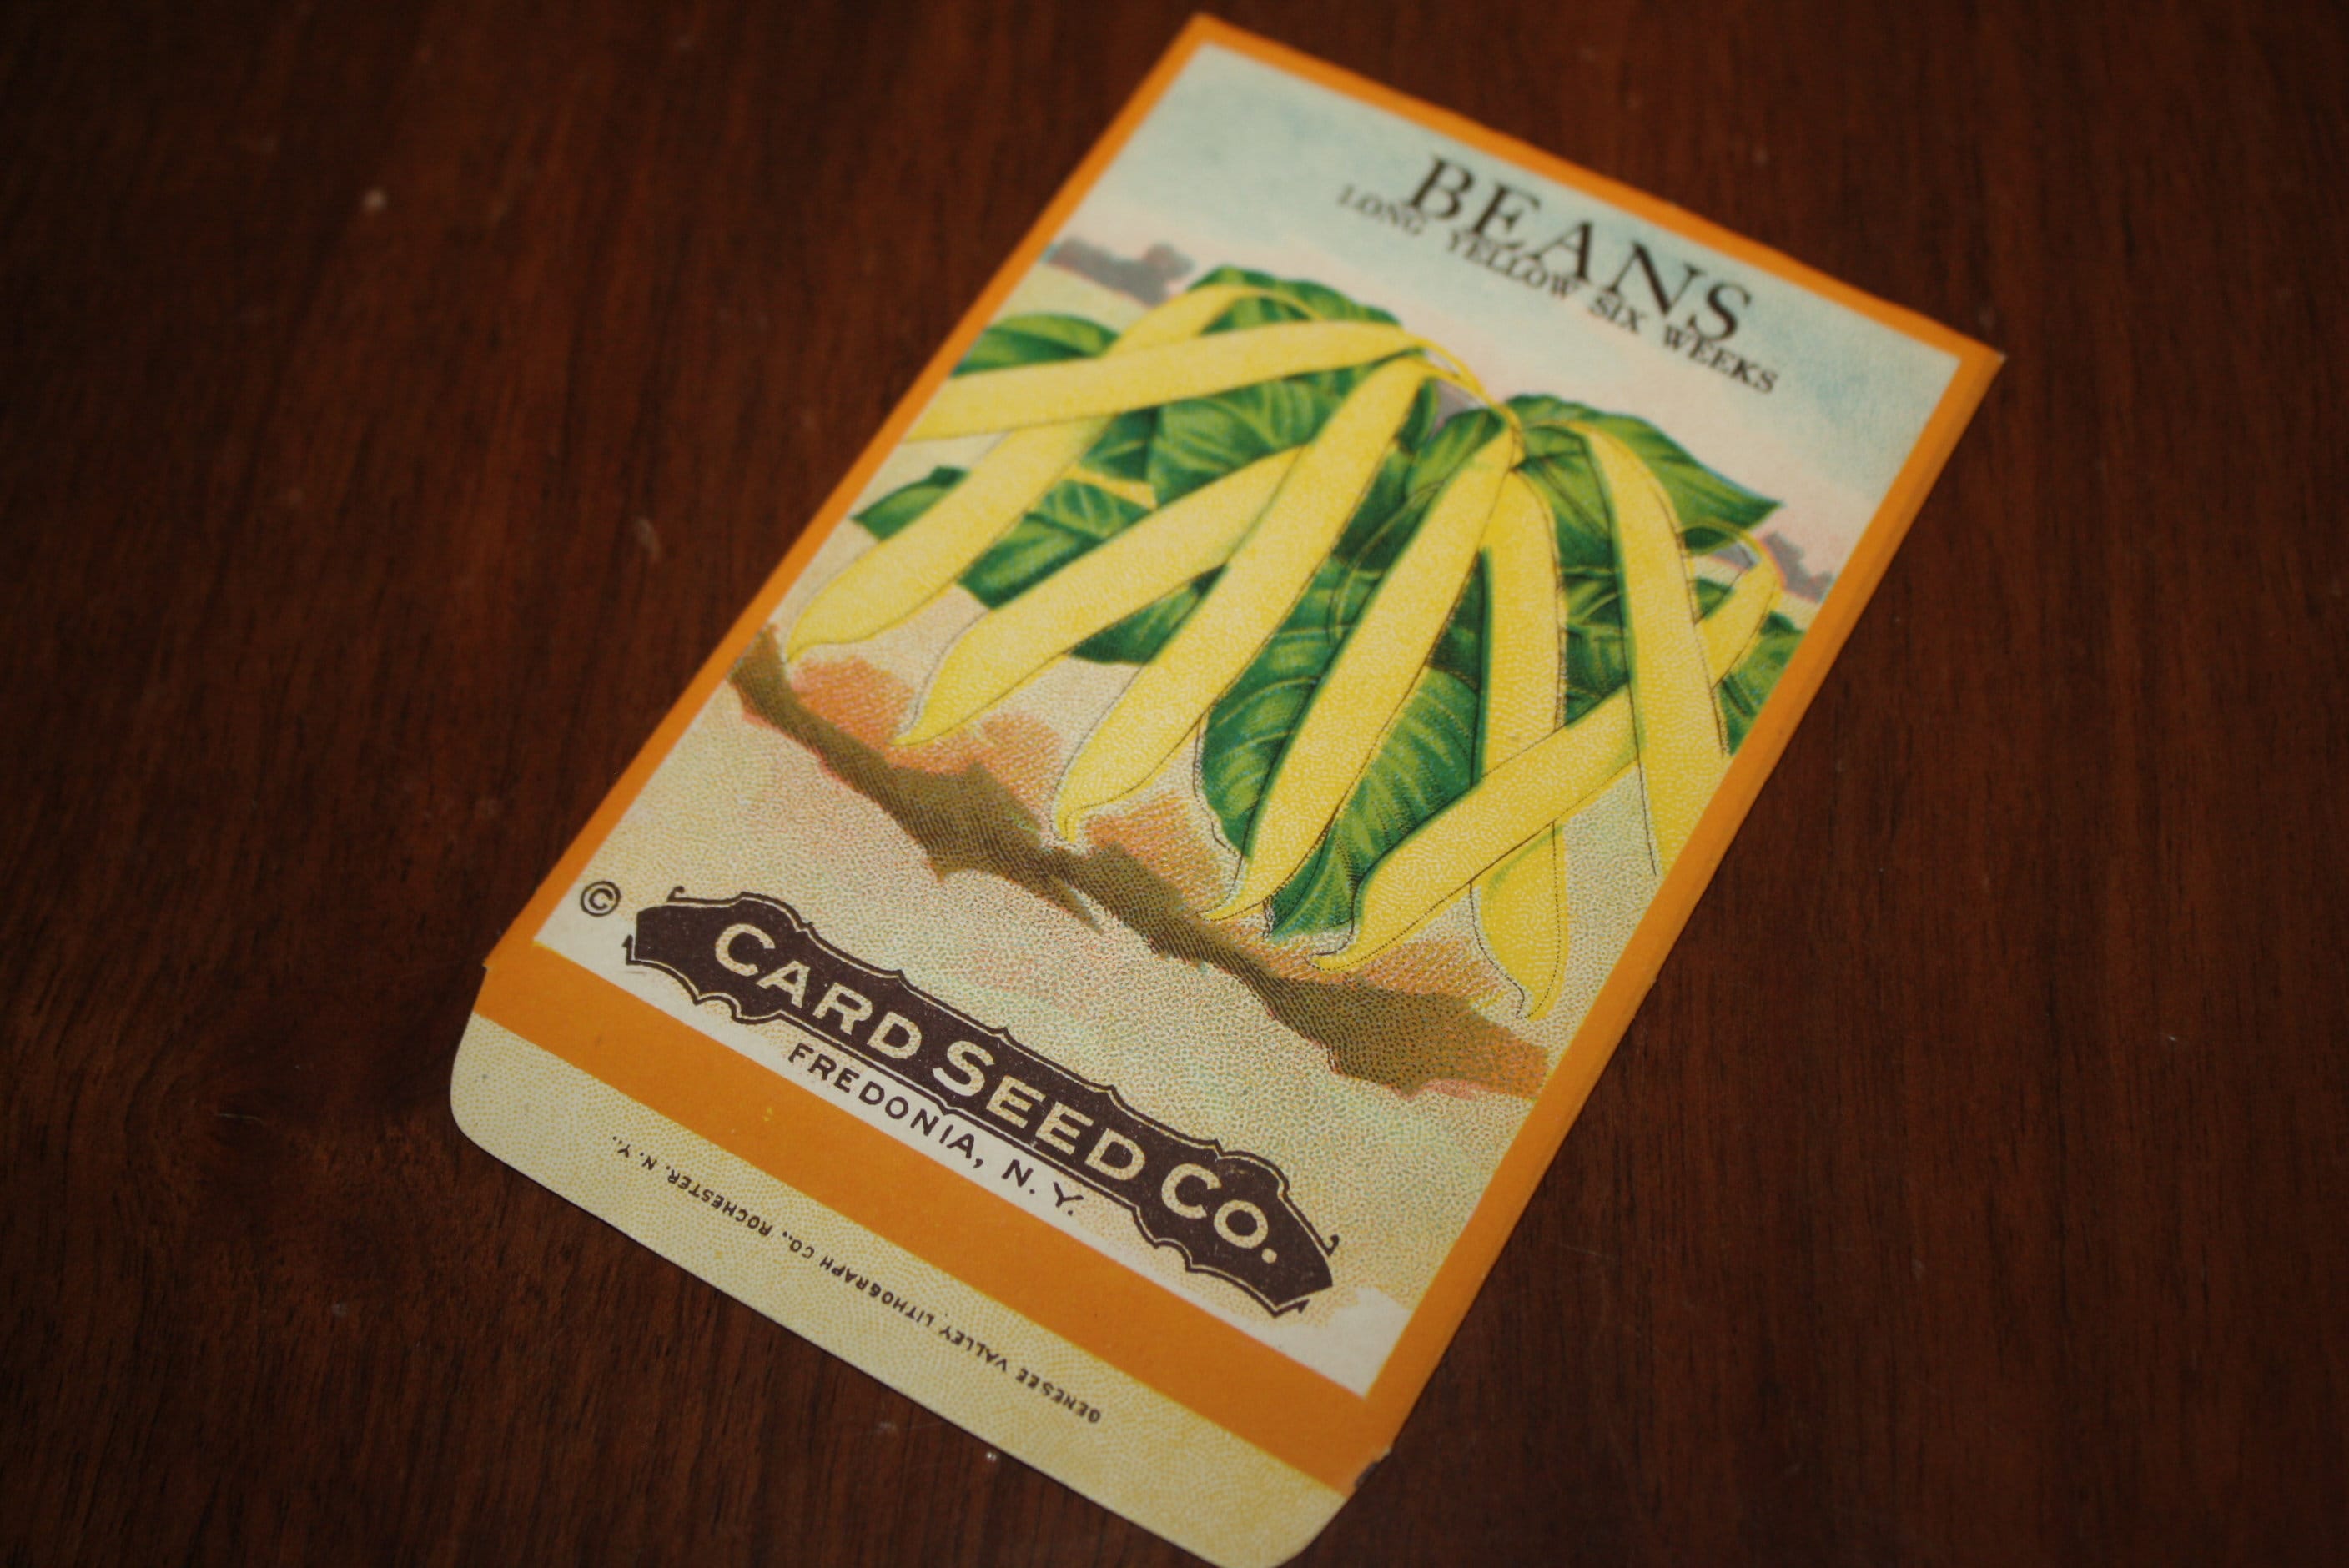 BEANS
LONG YELLOW SIX WEEKS
©
CARD SEED CO.
FREDONIA, N. Y.
GENESEE VALLEY LITHOGRAPH CO., ROCHESTER, N. Y.